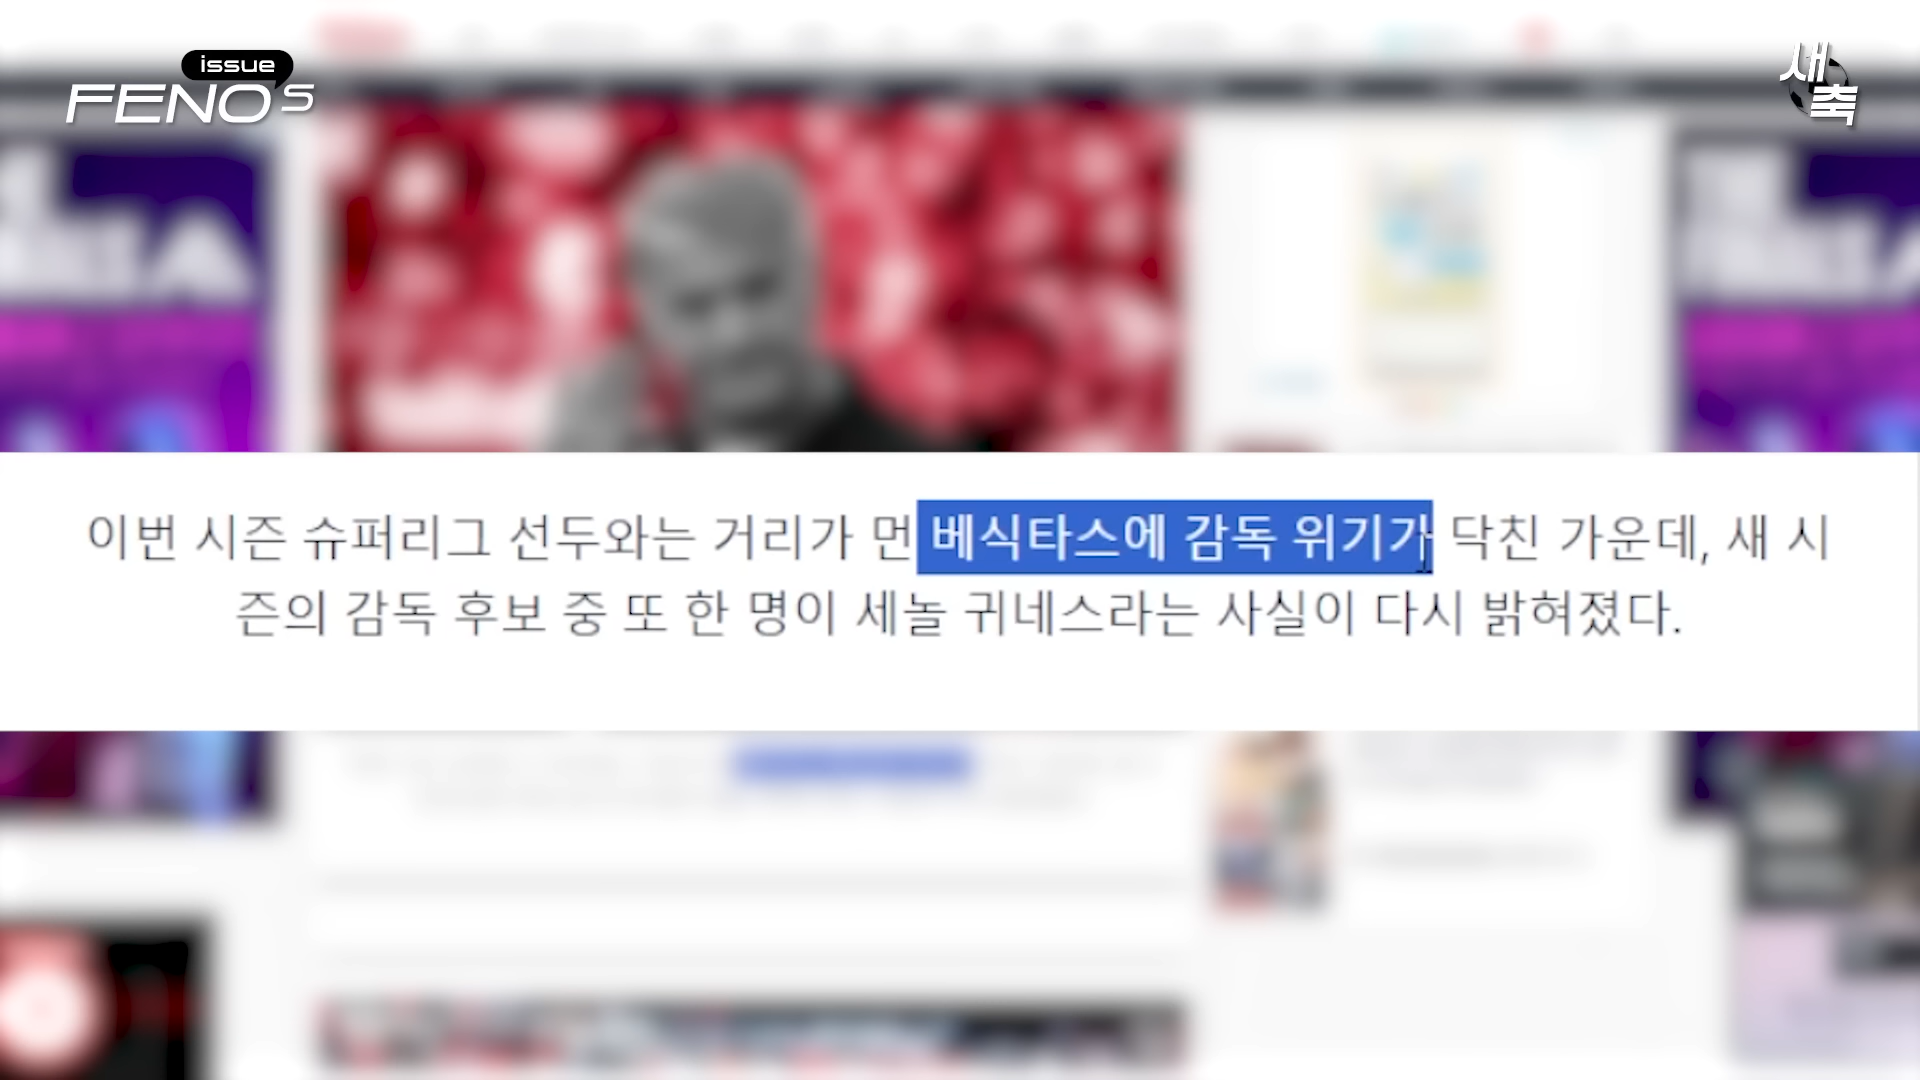 issue
FENO5
새축
이번 시즌 슈퍼리그 선두와는 거리가 먼 베식타스에 감독 위기가 닥친 가운데, 새 시
즌의 감독 후보 중 또 한 명이 세놀 귀네스라는 사실이 다시 밝혀졌다.